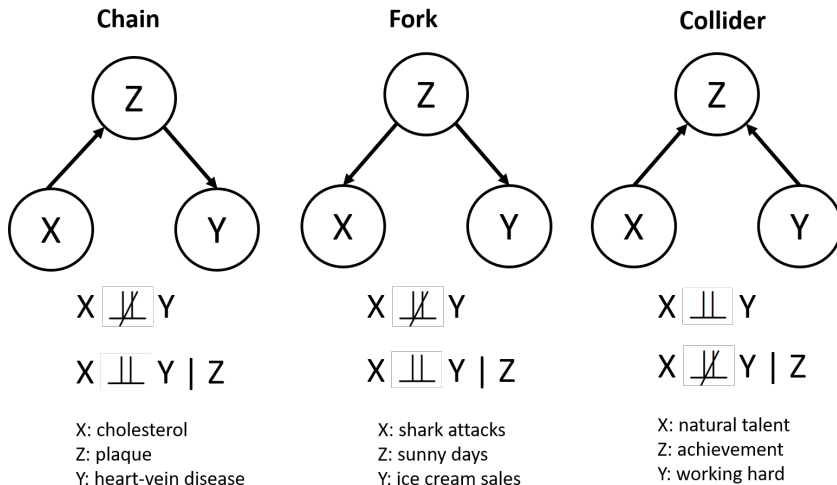 Chain
Z
X
Y
X ⫫̸ Y
X ⫫ Y | Z
X: cholesterol
Z: plaque
Y: heart-vein disease
Fork
Z
X
Y
X ⫫̸ Y
X ⫫ Y | Z
X: shark attacks
Z: sunny days
Y: ice cream sales
Collider
Z
X
Y
X ⫫ Y
X ⫫̸ Y | Z
X: natural talent
Z: achievement
Y: working hard